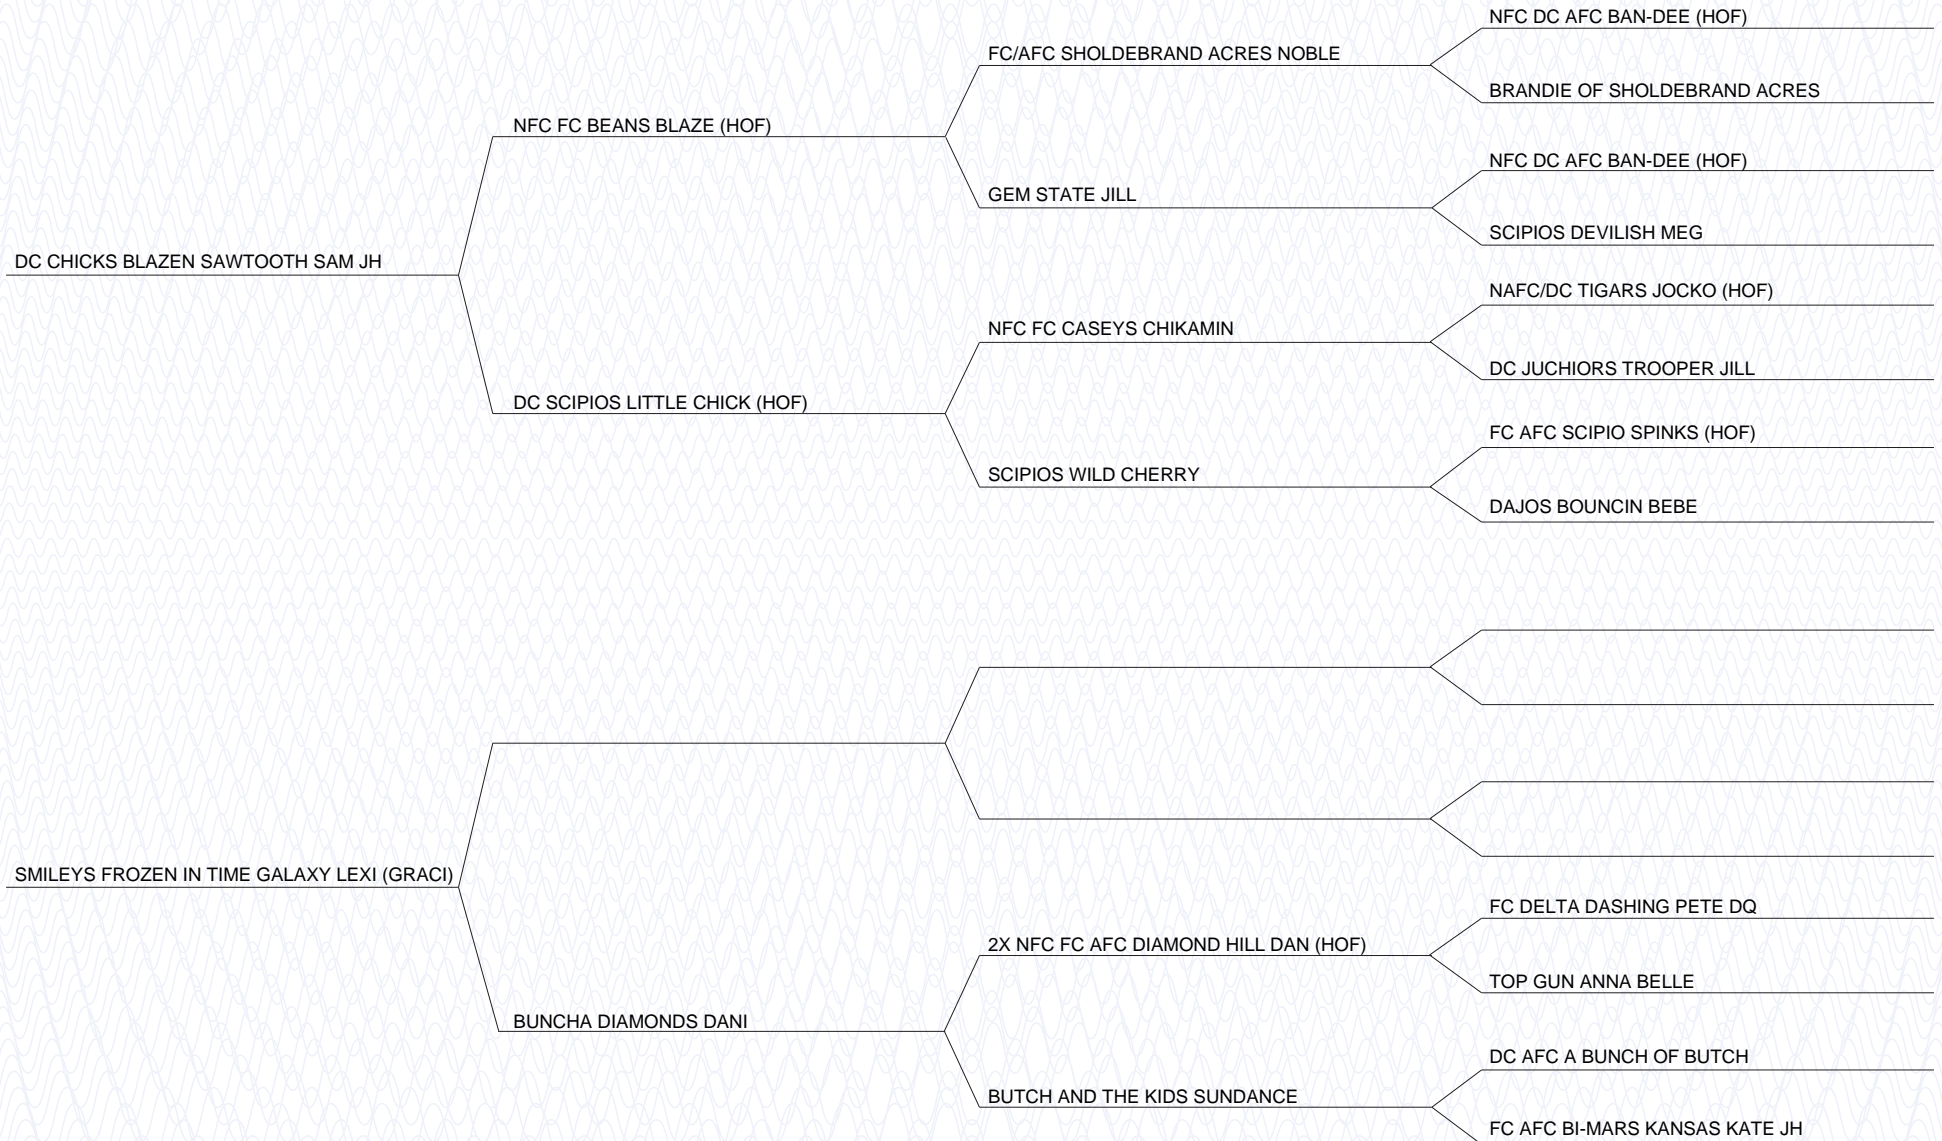 NFC DC AFC BAN-DEE (HOF)
FC/AFC SHOLDEBRAND ACRES NOBLE
BRANDIE OF SHOLDEBRAND ACRES
NFC FC BEANS BLAZE (HOF)
NFC DC AFC BAN-DEE (HOF)
GEM STATE JILL
SCIPIOS DEVILISH MEG
DC CHICKS BLAZEN SAWTOOTH SAM JH
NAFC/DC TIGARS JOCKO (HOF)
NFC FC CASEYS CHIKAMIN
DC JUCHIORS TROOPER JILL
DC SCIPIOS LITTLE CHICK (HOF)
FC AFC SCIPIO SPINKS (HOF)
SCIPIOS WILD CHERRY
DAJOS BOUNCIN BEBE
SMILEYS FROZEN IN TIME GALAXY LEXI (GRACI)
FC DELTA DASHING PETE DQ
2X NFC FC AFC DIAMOND HILL DAN (HOF)
TOP GUN ANNA BELLE
BUNCHA DIAMONDS DANI
DC AFC A BUNCH OF BUTCH
BUTCH AND THE KIDS SUNDANCE
FC AFC BI-MARS KANSAS KATE JH